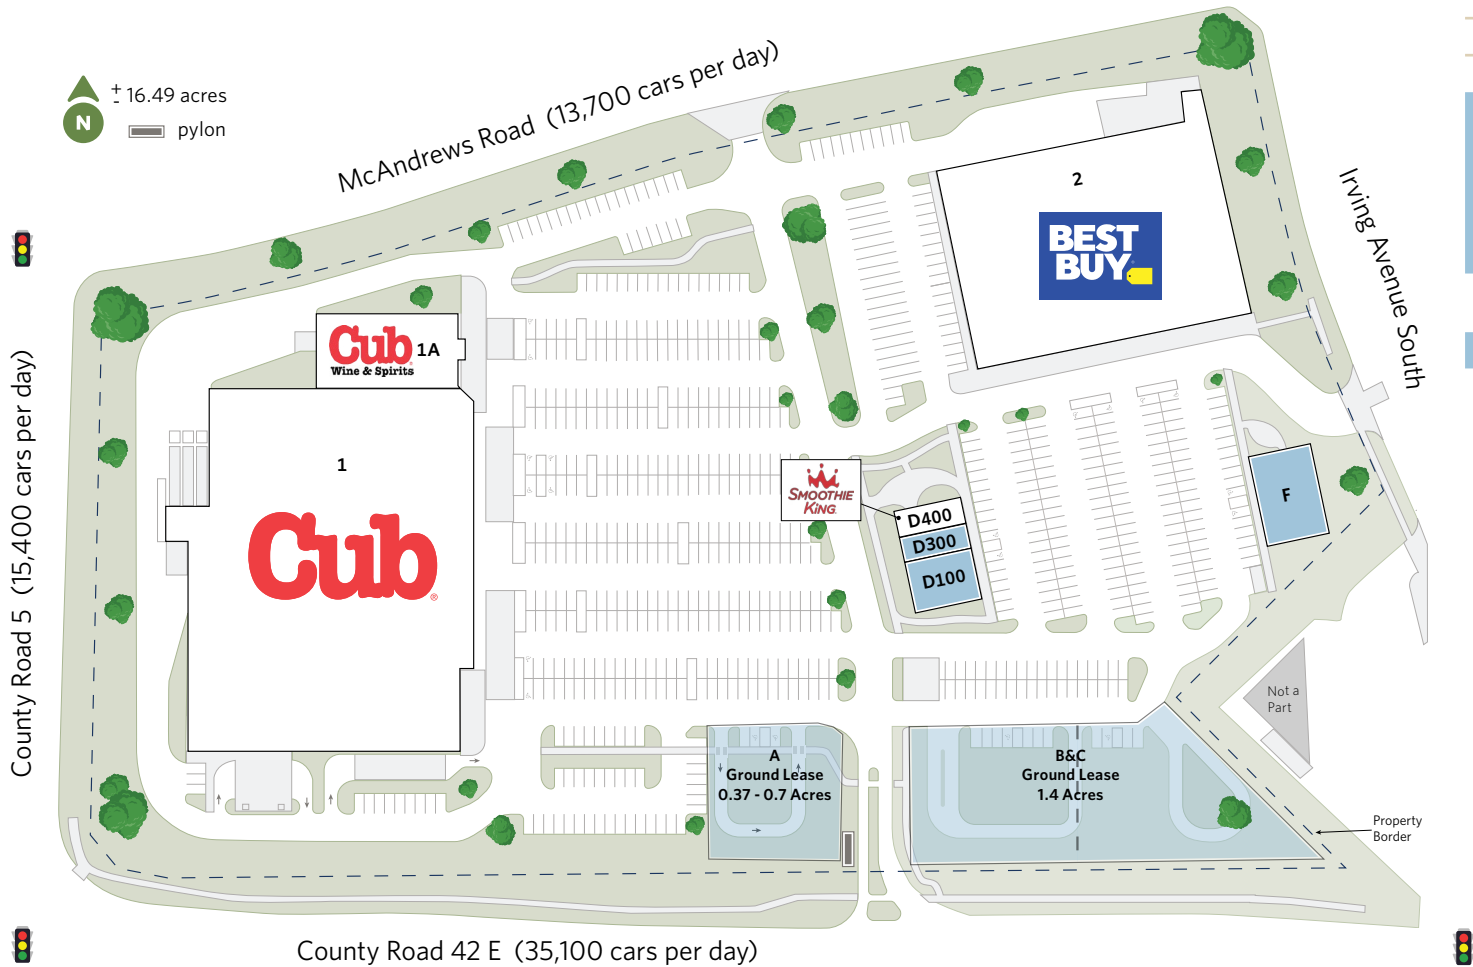 ± 16.49 acres
N
pylon
McAndrews Road (13,700 cars per day)
2
BEST
BUY
Irving Avenue South
Cub
Wine & Spirits
1A
1
Cub
®
County Road 5 (15,400 cars per day)
SMOOTHIE
KING
D400
D300
D100
F
Not a
Part
A
Ground Lease
0.37 - 0.7 Acres
B&C
Ground Lease
1.4 Acres
Property
Border
County Road 42 E (35,100 cars per day)